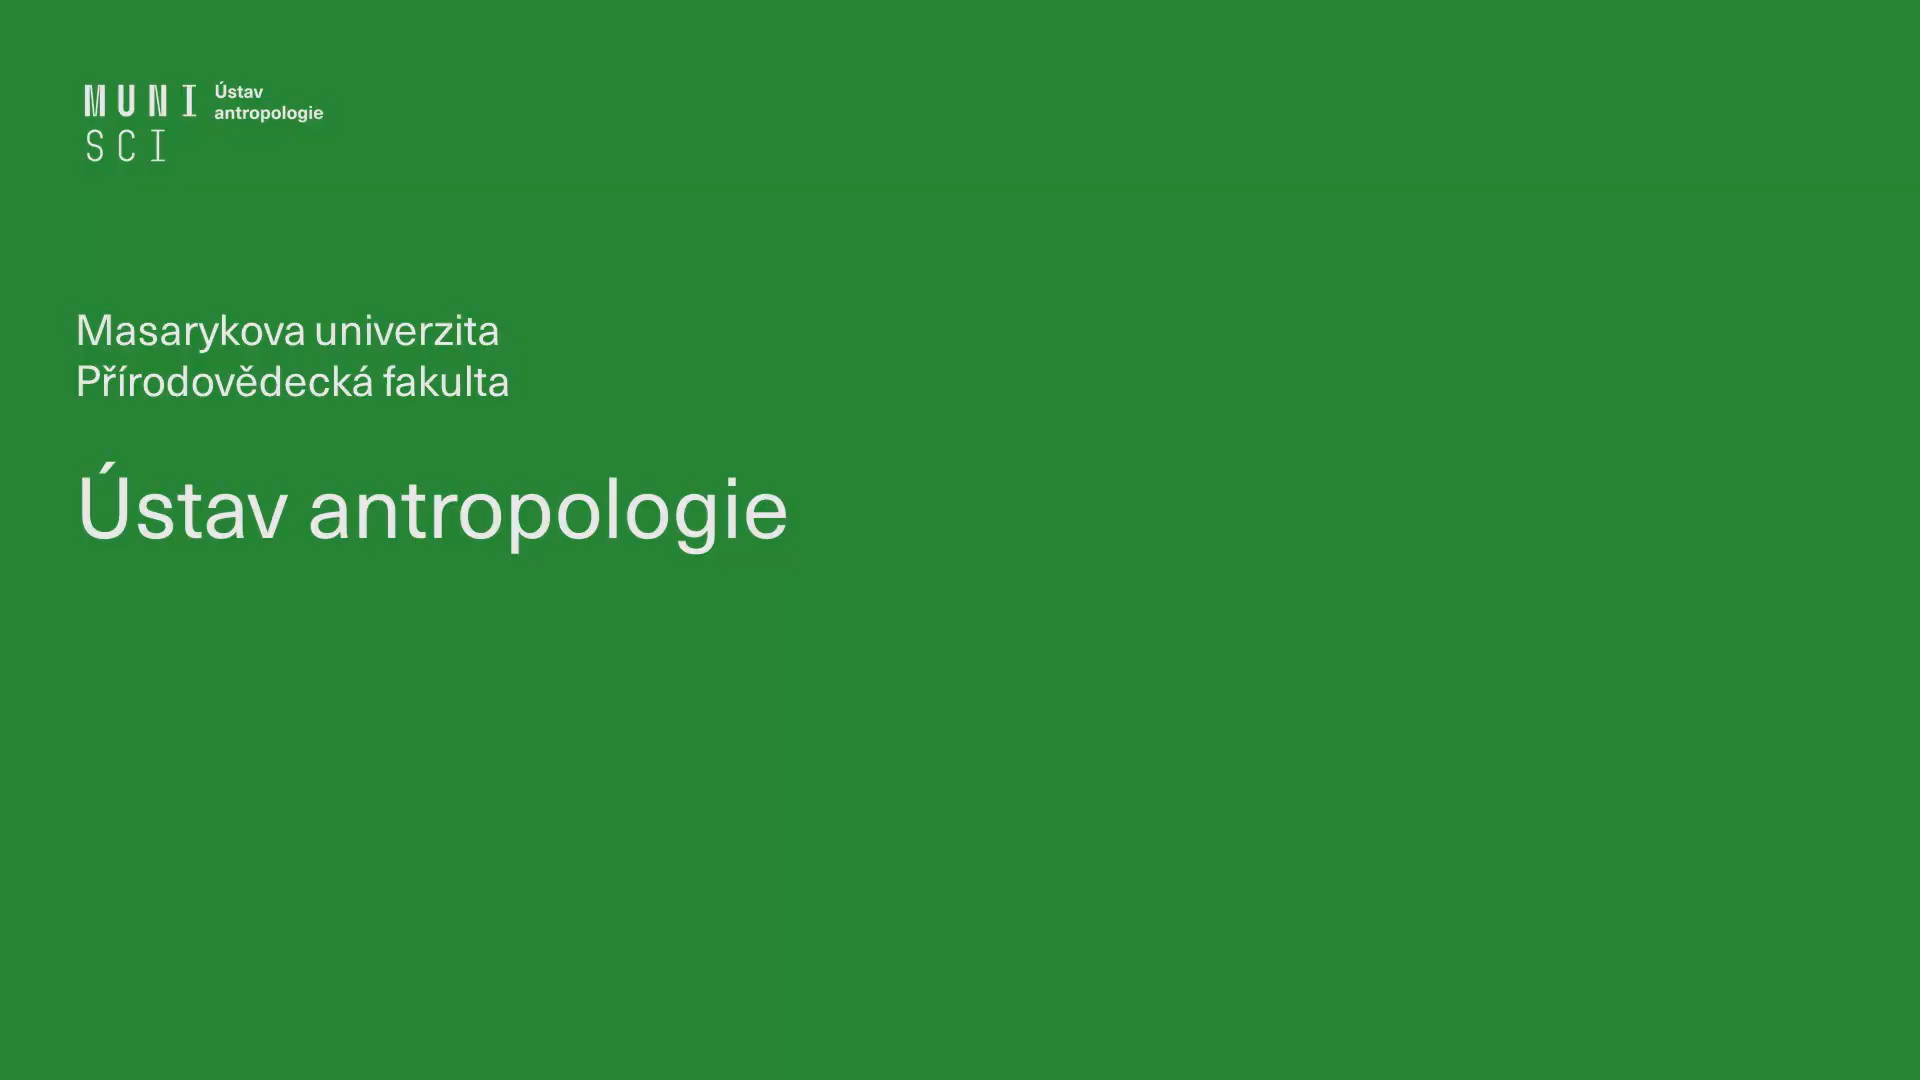 MUNI
SCI
Ústav
antropologie
Masarykova univerzita
Přírodovědecká fakulta
Ústav antropologie